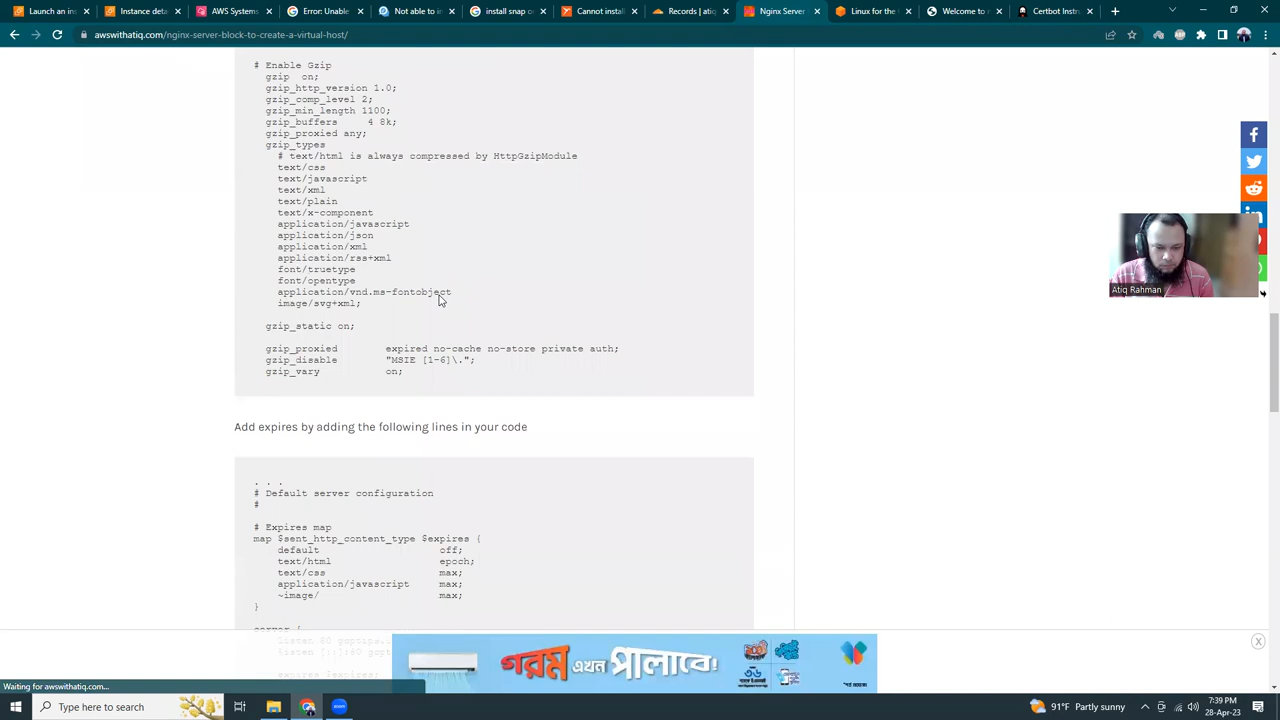 Launch an in
Instance deta
AWS Systems
Error: Unable
Not able to in
install snap o
Cannot instal
Records | atiq
Nginx Server
Linux for the
Welcome to n
Certbot Instr
awswithatiq.com/nginx-server-block-to-create-a-virtual-host/
# Enable Gzip
gzip on;
gzip_http_version 1.0;
gzip_comp_level 2;
gzip_min_length 1100;
gzip_buffers 4 8k;
gzip_proxied any;
gzip_types
# text/html is always compressed by HttpGzipModule
text/css
text/javascript
text/xml
text/plain
text/x-component
application/javascript
application/json
application/xml
application/rss+xml
font/truetype
font/opentype
application/vnd.ms-fontobject
image/svg+xml;
gzip_static on;
gzip_proxied expired no-cache no-store private auth;
gzip_disable "MSIE [1-6]\.";
gzip_vary on;
Atiq Rahman
Add expires by adding the following lines in your code
. . .
# Default server configuration
#
# Expires map
map $sent_http_content_type $expires {
default off;
text/html epoch;
text/css max;
application/javascript max;
~image/ max;
}
server {
expires $expires;
গরম এখন পালাবে!
Waiting for awswithatiq.com...
Type here to search
91°F Partly sunny
7:39 PM
28-Apr-23